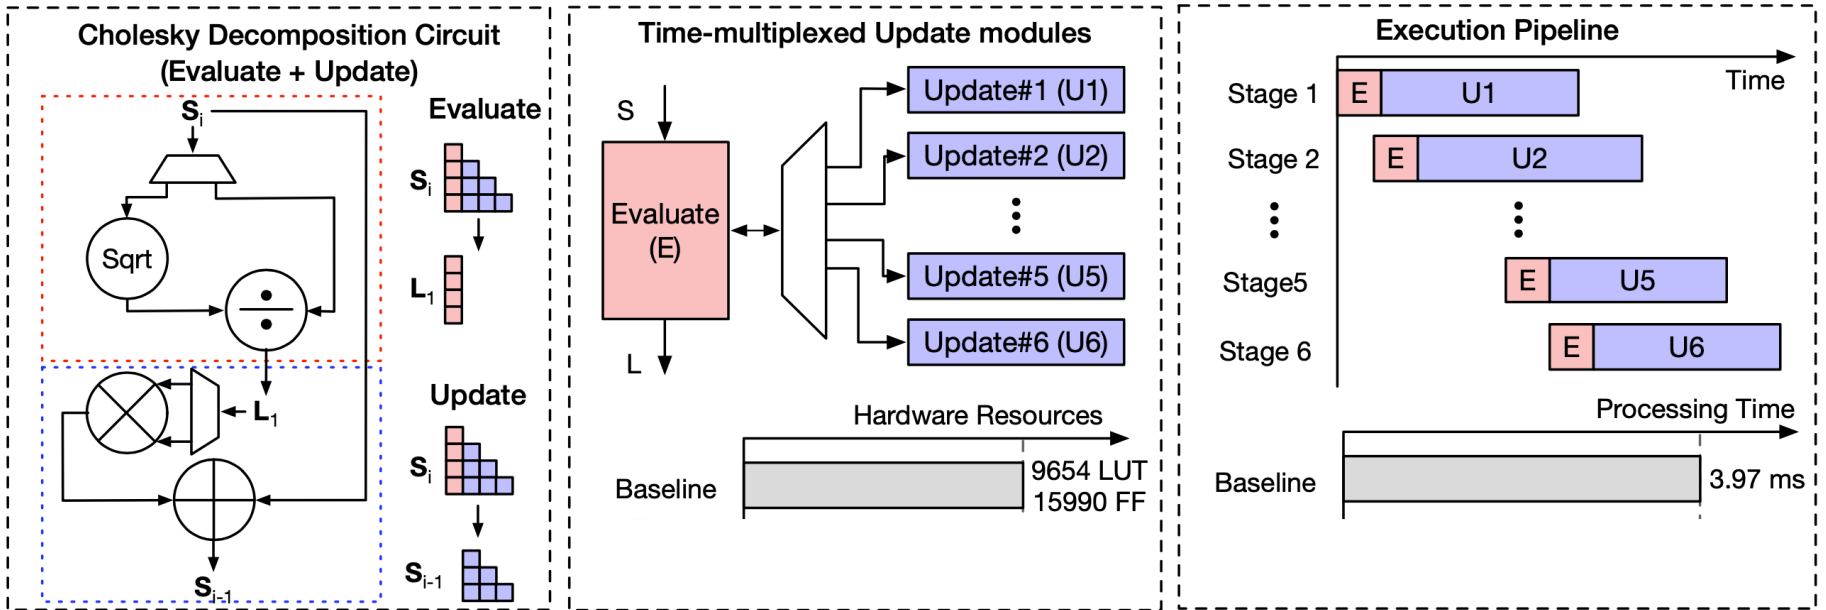 Cholesky Decomposition Circuit
(Evaluate + Update)
Si
Sqrt
L1
Si-1
Evaluate
Si
L1
Update
Si
Si-1
Time-multiplexed Update modules
S
Evaluate
(E)
L
Update#1 (U1)
Update#2 (U2)
Update#5 (U5)
Update#6 (U6)
Hardware Resources
Baseline
9654 LUT
15990 FF
Execution Pipeline
Time
Stage 1
E
U1
Stage 2
E
U2
Stage5
E
U5
Stage 6
E
U6
Processing Time
Baseline
3.97 ms